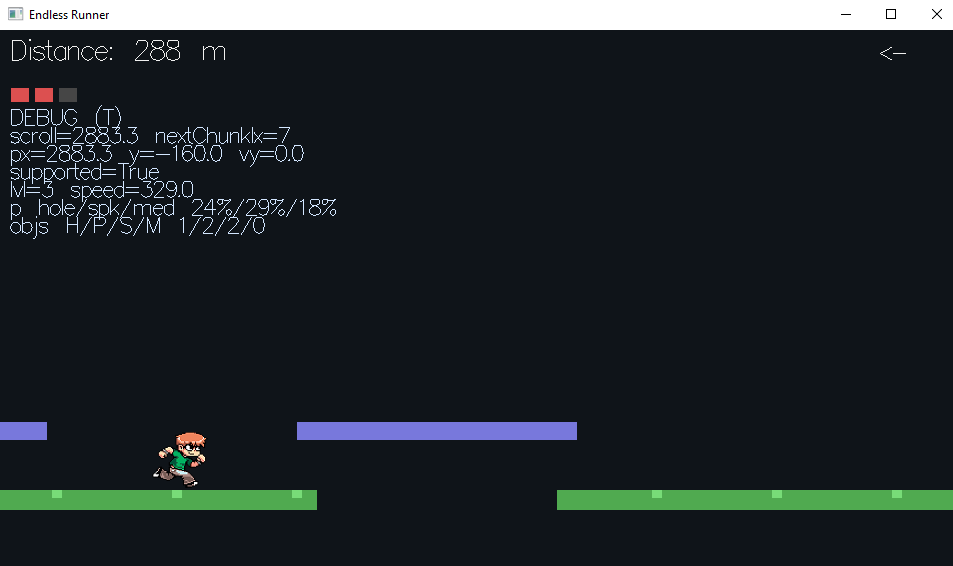 Endless Runner
Distance: 288 m
<-
DEBUG (T)
scroll=2883.3 nextChunkIx=7
px=2883.3 y=-160.0 vy=0.0
supported=True
lvl=3 speed=329.0
p hole/spk/med 24%/29%/18%
objs H/P/S/M 1/2/2/0